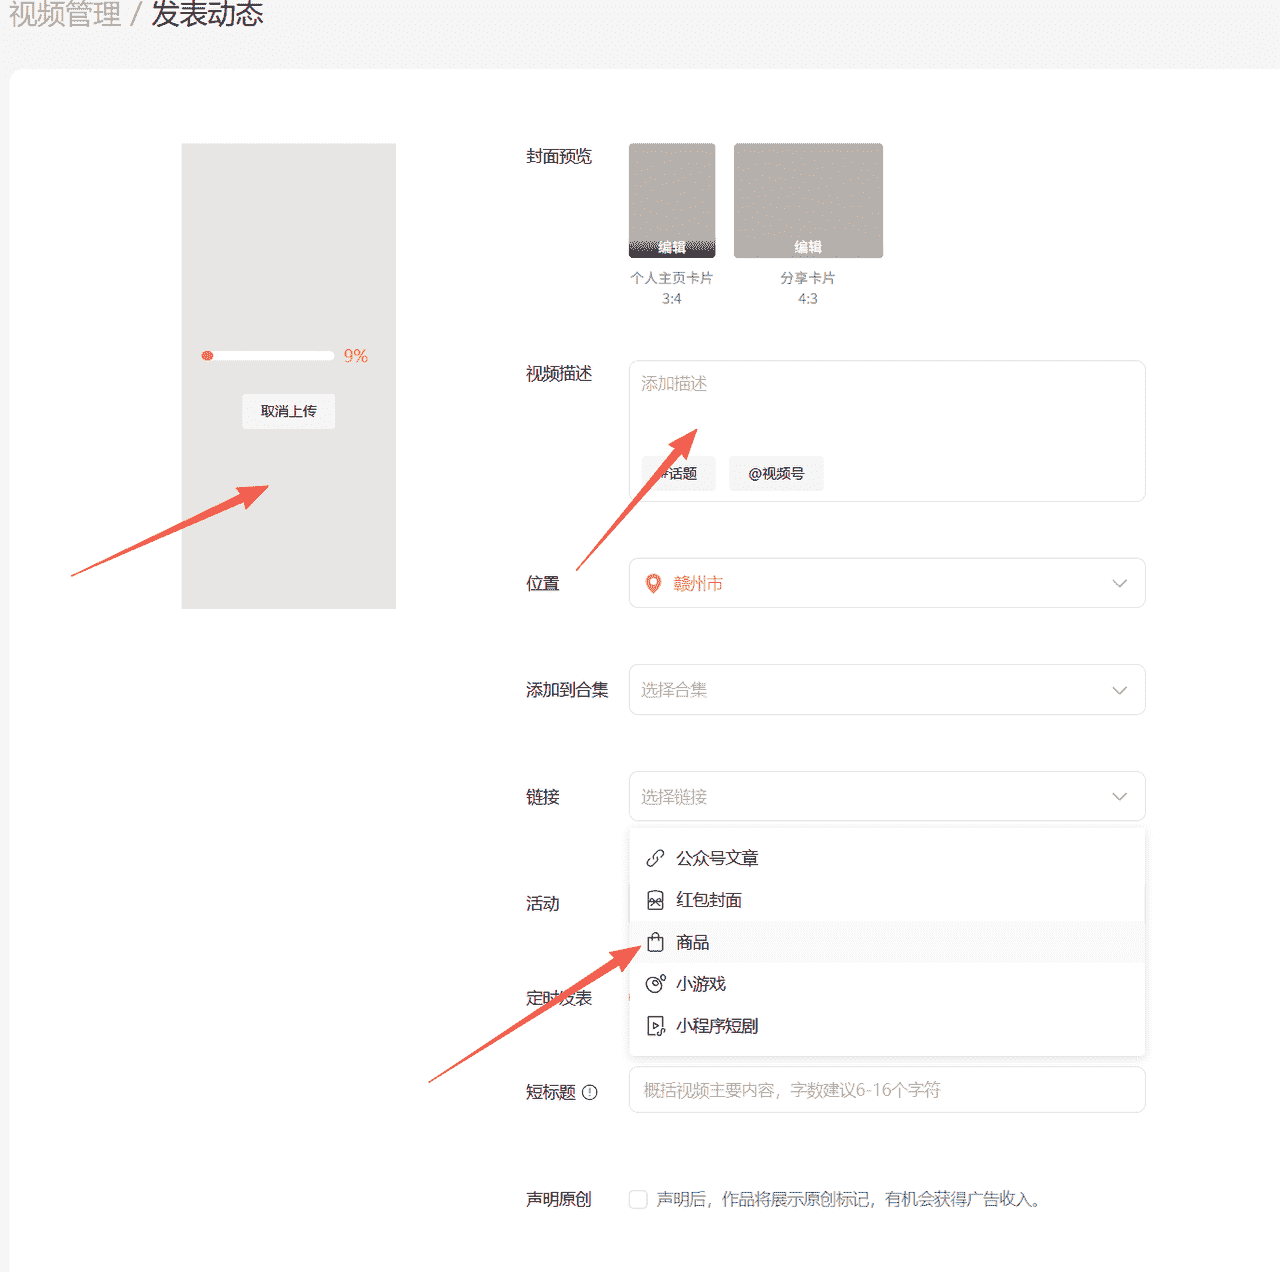 视频管理 / 发表动态
封面预览
编辑
编辑
个人主页卡片
3:4
分享卡片
4:3
9%
取消上传
视频描述
添加描述
#话题
@视频号
位置
赣州市
添加到合集
选择合集
链接
选择链接
公众号文章
红包封面
活动
商品
小游戏
定时发表
小程序短剧
短标题
概括视频主要内容，字数建议6-16个字符
声明原创
声明后，作品将展示原创标记，有机会获得广告收入。